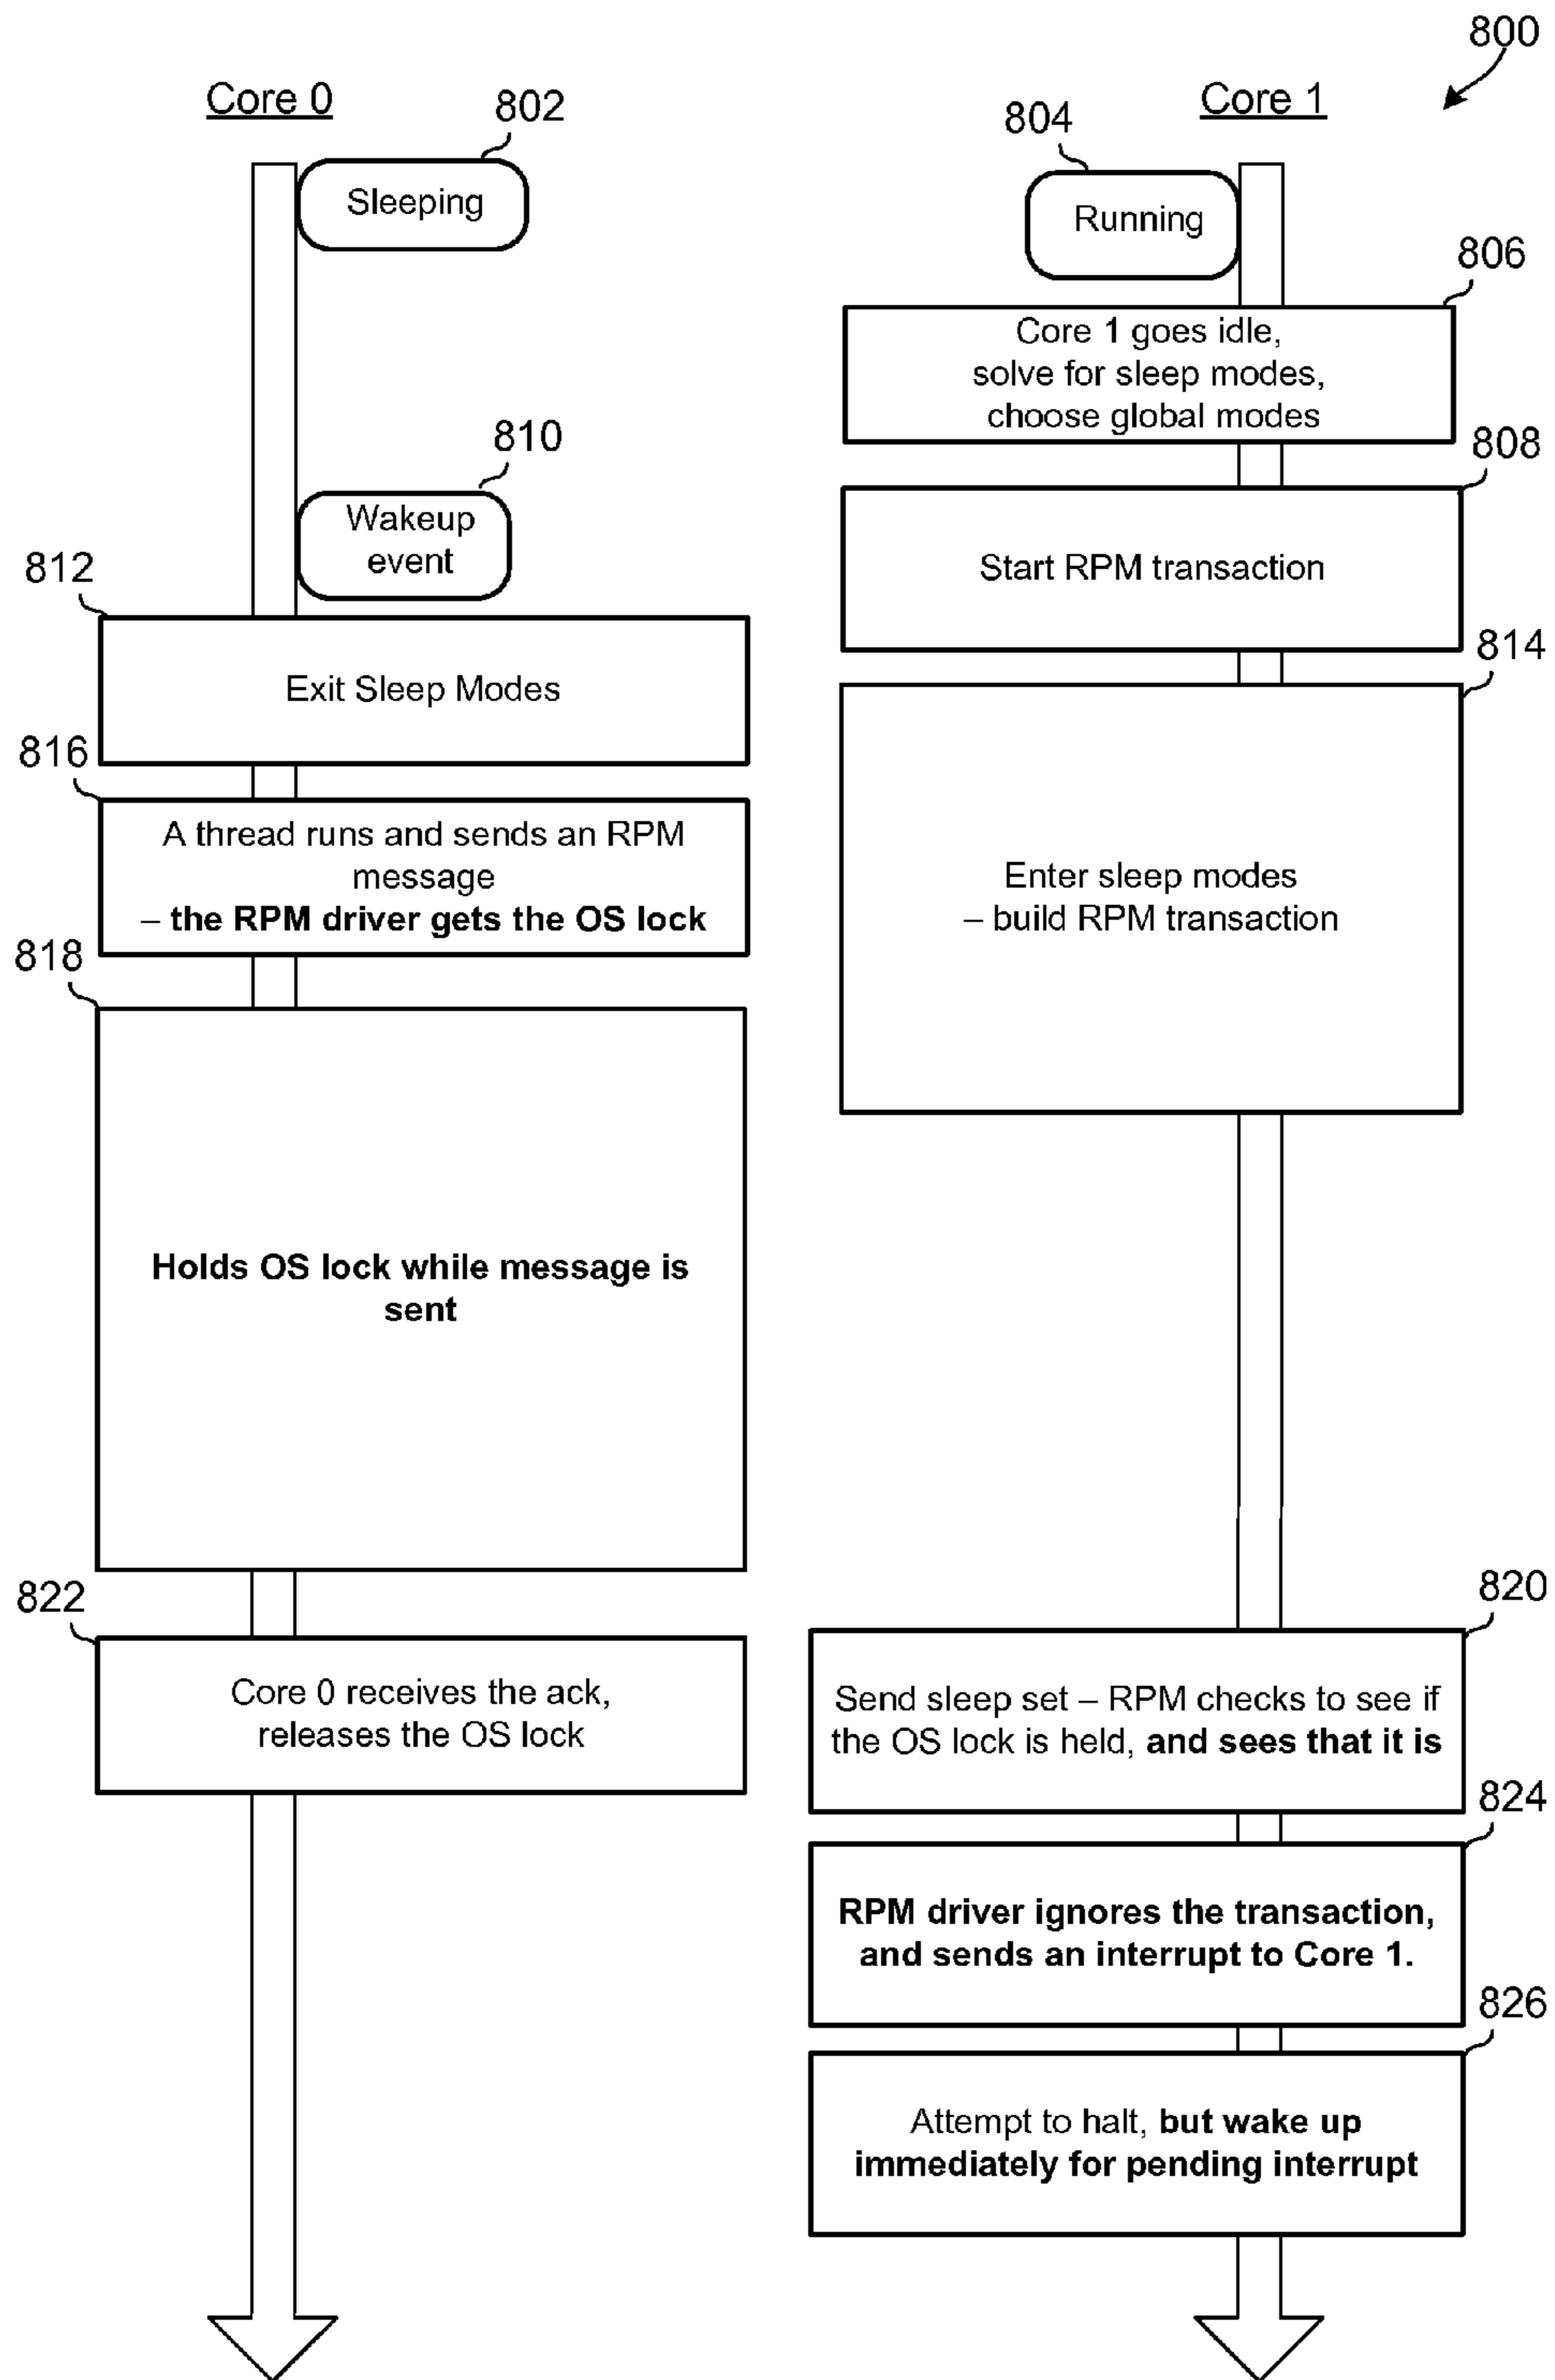 800
Core 0
802
804
Core 1
Sleeping
Running
806
Core 1 goes idle,
solve for sleep modes,
choose global modes
810
808
Wakeup
event
812
Start RPM transaction
814
Exit Sleep Modes
816
A thread runs and sends an RPM
message
– the RPM driver gets the OS lock
Enter sleep modes
– build RPM transaction
818
Holds OS lock while message is
sent
822
820
Core 0 receives the ack,
releases the OS lock
Send sleep set – RPM checks to see if
the OS lock is held, and sees that it is
824
RPM driver ignores the transaction,
and sends an interrupt to Core 1.
826
Attempt to halt, but wake up
immediately for pending interrupt